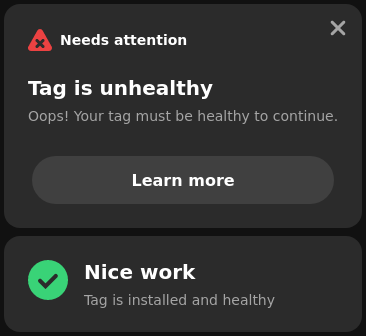 Needs attention
Tag is unhealthy
Oops! Your tag must be healthy to continue.
Learn more
Nice work
Tag is installed and healthy